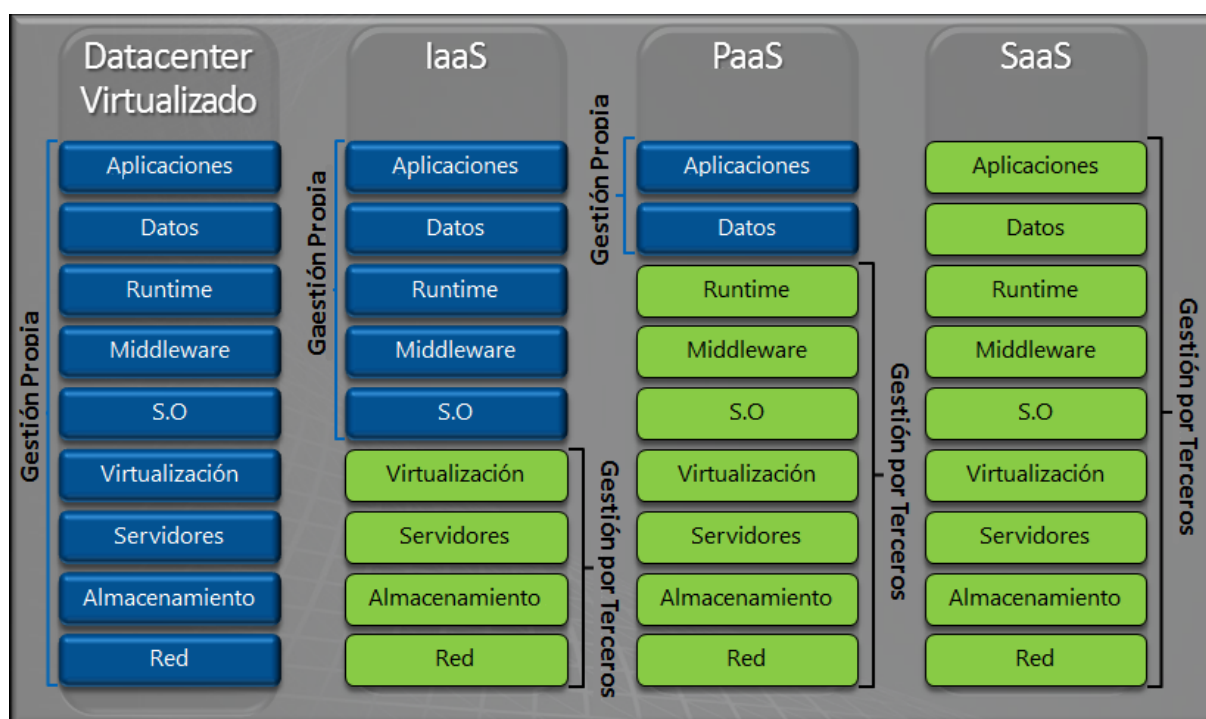 Datacenter
Virtualizado
Gestión Propia
Aplicaciones
Datos
Runtime
Middleware
S.O
Virtualización
Servidores
Almacenamiento
Red
IaaS
Gaestión Propia
Aplicaciones
Datos
Runtime
Middleware
S.O
Virtualización
Servidores
Almacenamiento
Red
Gestión por Terceros
PaaS
Gestión Propia
Aplicaciones
Datos
Runtime
Middleware
S.O
Virtualización
Servidores
Almacenamiento
Red
Gestión por Terceros
SaaS
Aplicaciones
Datos
Runtime
Middleware
S.O
Virtualización
Servidores
Almacenamiento
Red
Gestión por Terceros